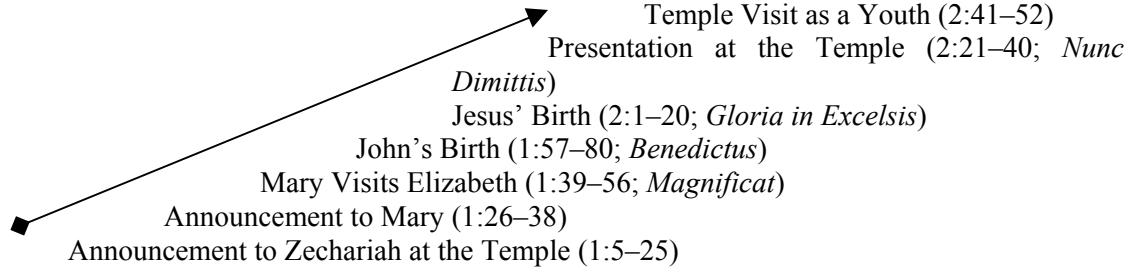 Temple Visit as a Youth (2:41–52)
Presentation at the Temple (2:21–40; Nunc
Dimittis)
Jesus’ Birth (2:1–20; Gloria in Excelsis)
John’s Birth (1:57–80; Benedictus)
Mary Visits Elizabeth (1:39–56; Magnificat)
Announcement to Mary (1:26–38)
Announcement to Zechariah at the Temple (1:5–25)